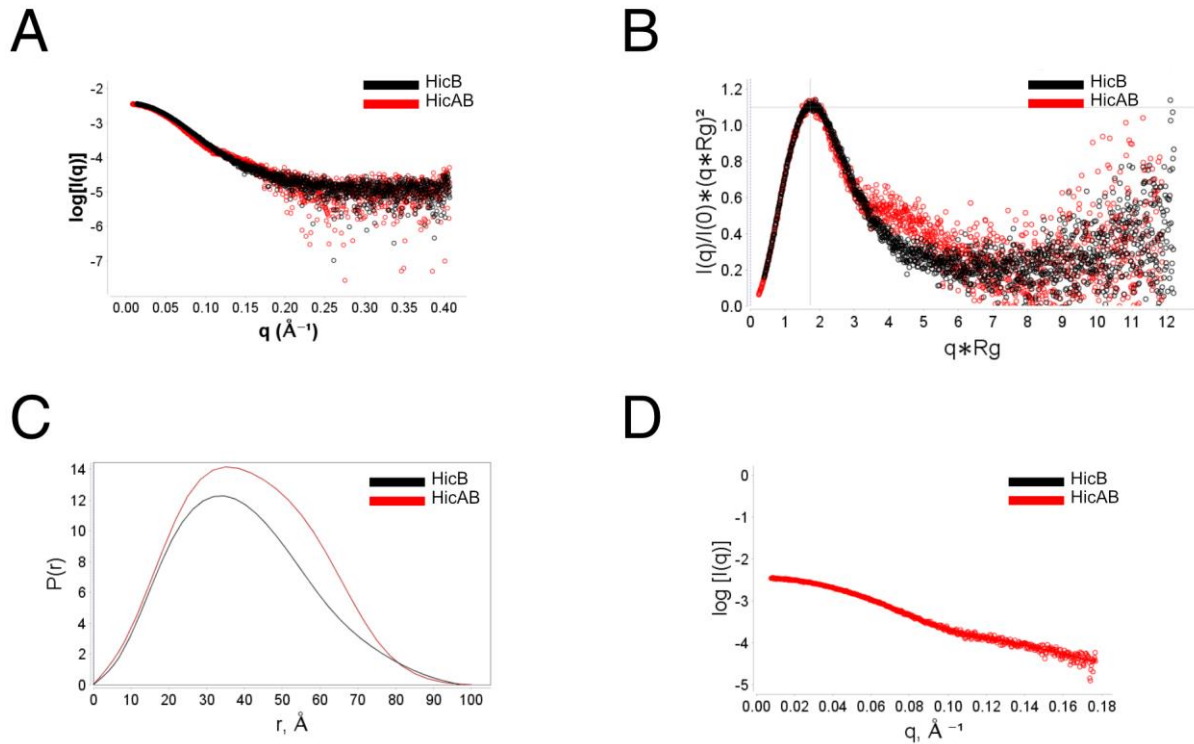 A
HicB
HicAB
-2
-3
-4
-5
-6
-7
log[I(q)]
0.00 0.05 0.10 0.15 0.20 0.25 0.30 0.35 0.40
q (Å⁻¹)
B
HicB
HicAB
1.2
1.0
0.8
0.6
0.4
0.2
0.0
I(q)/I(0)*(q*Rg)²
0 1 2 3 4 5 6 7 8 9 10 11 12
q*Rg
C
HicB
HicAB
14
12
10
8
6
4
2
0
P(r)
0 10 20 30 40 50 60 70 80 90 100
r, Å
D
HicB
HicAB
0
-1
-2
-3
-4
-5
log [I(q)]
0.00 0.02 0.04 0.06 0.08 0.10 0.12 0.14 0.16 0.18
q, Å ⁻¹